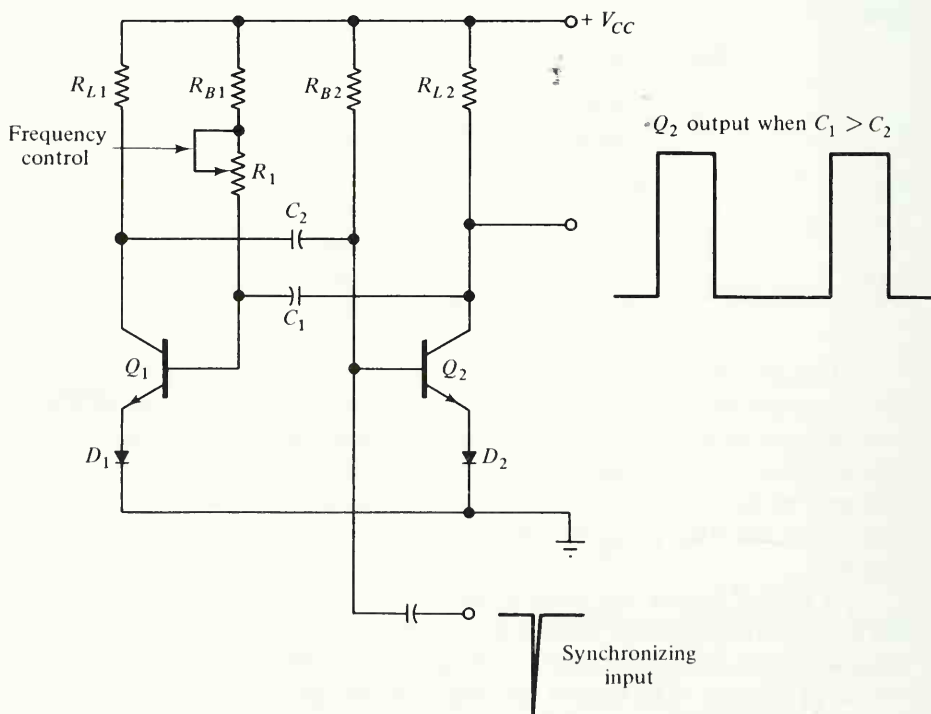 + V_CC
R_L1
R_B1
R_B2
R_L2
Frequency
control
R_1
Q_2 output when C_1 > C_2
C_2
C_1
Q_1
Q_2
D_1
D_2
Synchronizing
input